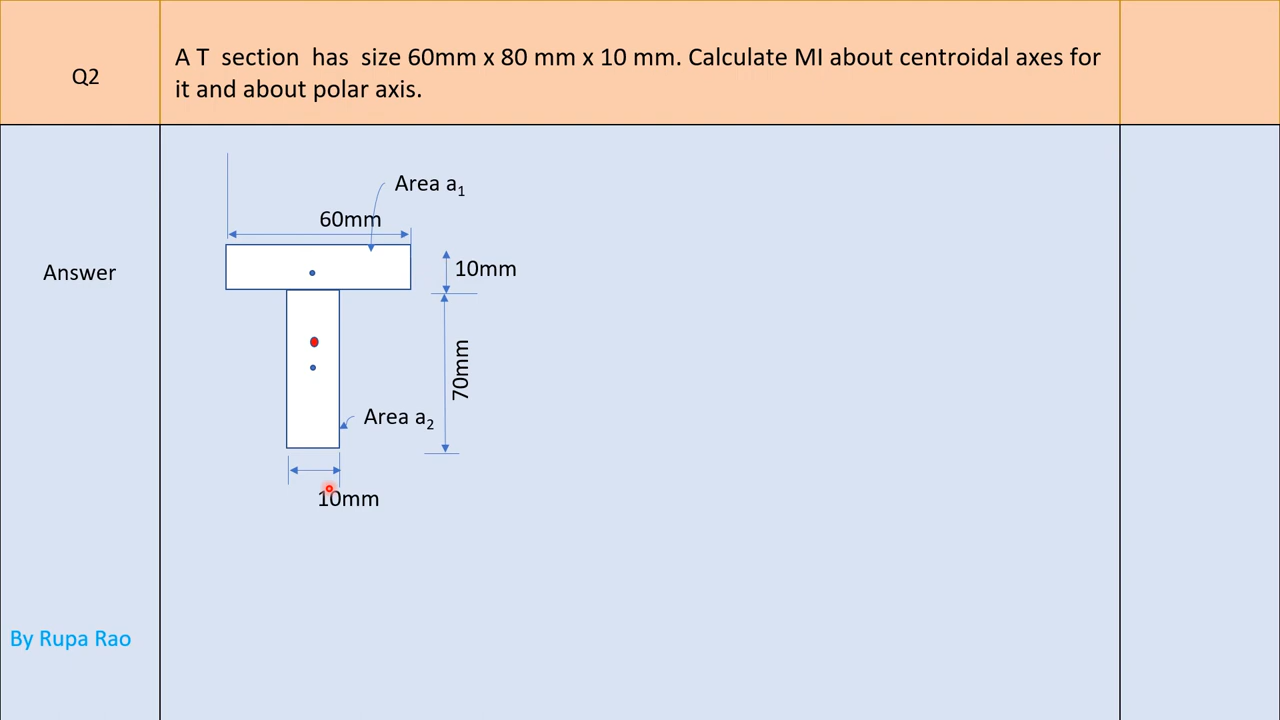 Q2
A T section has size 60mm x 80 mm x 10 mm. Calculate MI about centroidal axes for
it and about polar axis.
Area a₁
60mm
10mm
Answer
70mm
Area a₂
10mm
By Rupa Rao